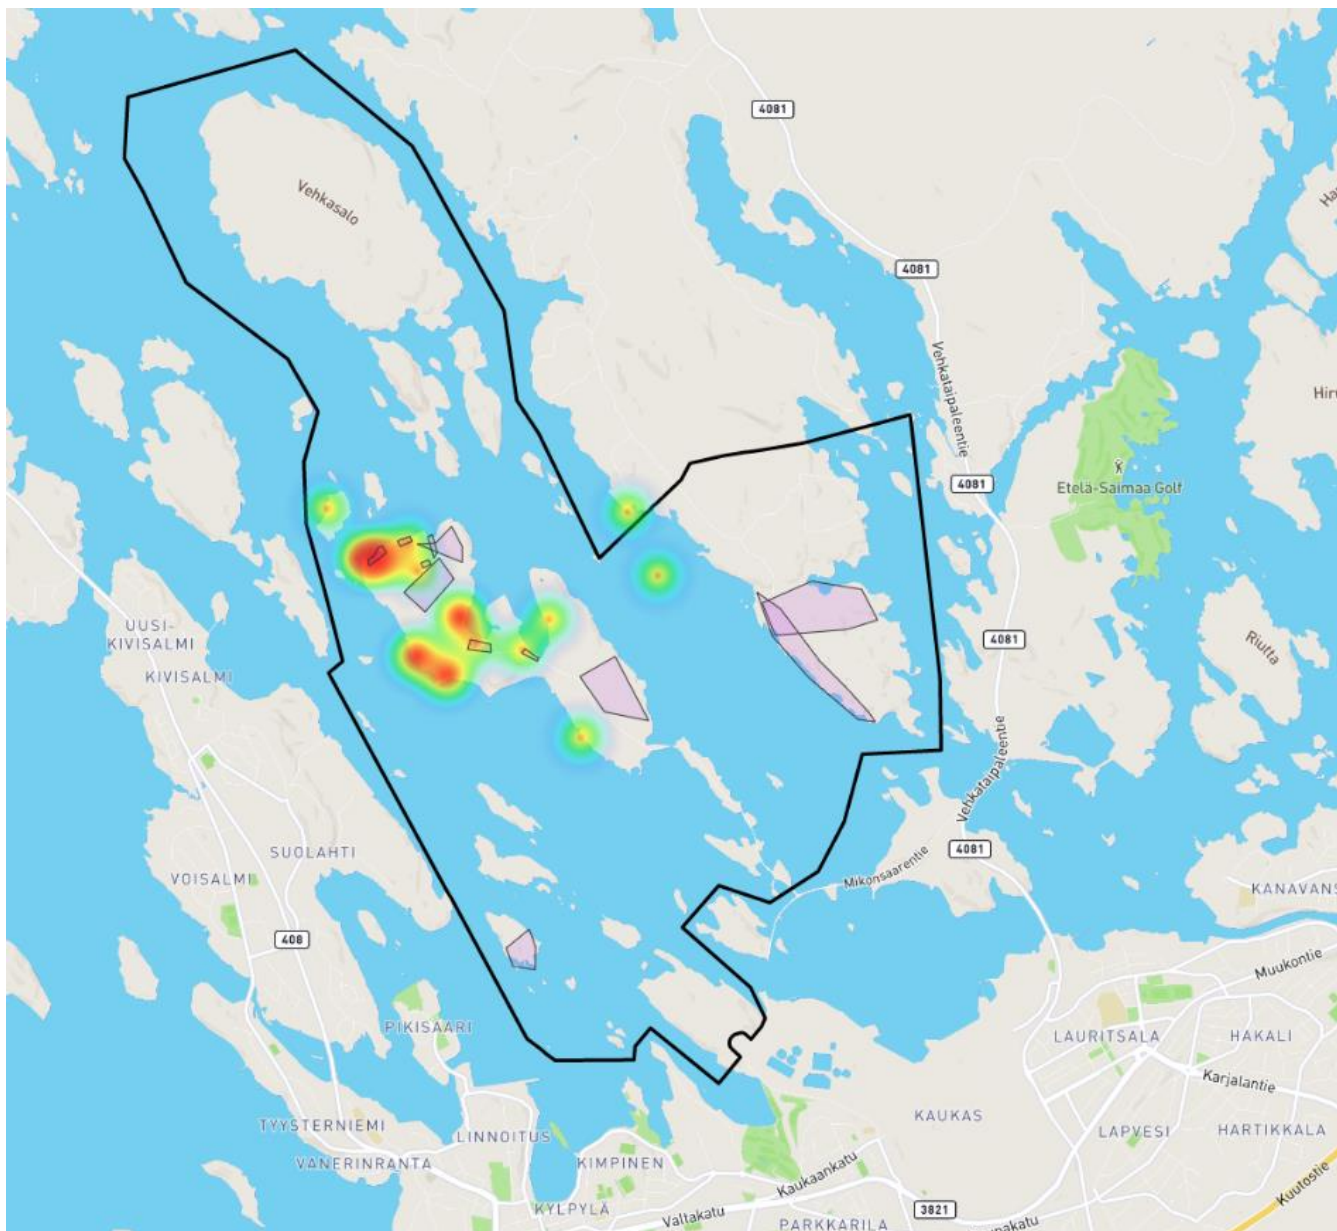 4081
Vehkasalo
4081
Vehkataipaleentie
Etelä-Saimaa Golf
4081
UUSI-
KIVISALMI
KIVISALMI
4081
Riutta
Vehkataipaleentie
SUOLAHTI
VOISALMI
4081
Mikonsaarentie
KANAVANS
408
Muukontie
PIKISAARI
LAURITSALA
HAKALI
Karjalantie
TYYSTERNIEMI
LINNOITUS
KAUKAS
LAPVESI
HARTIKKALA
VANERINRANTA
KIMPINEN
Kaukaankatu
Kuutostie
KYLPYLÄ
Valtakatu
3821
PARKKARILA